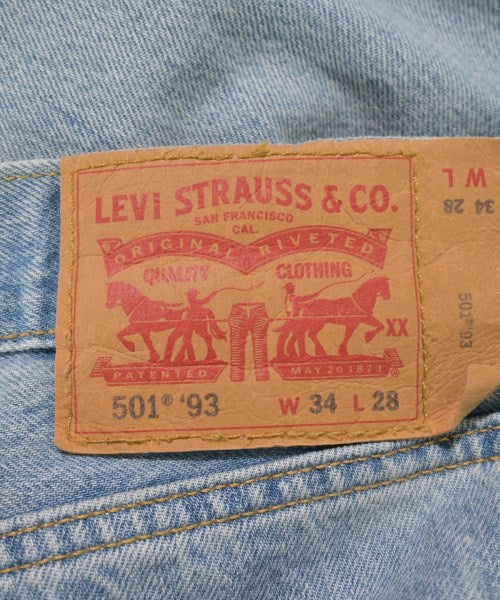 LEVI STRAUSS & CO.
SAN FRANCISCO
CAL.
ORIGINAL RIVETED
QUALITY CLOTHING
XX
PATENTED MAY 20 1873
501® '93 W 34 L 28
W L
34 28
501® '93